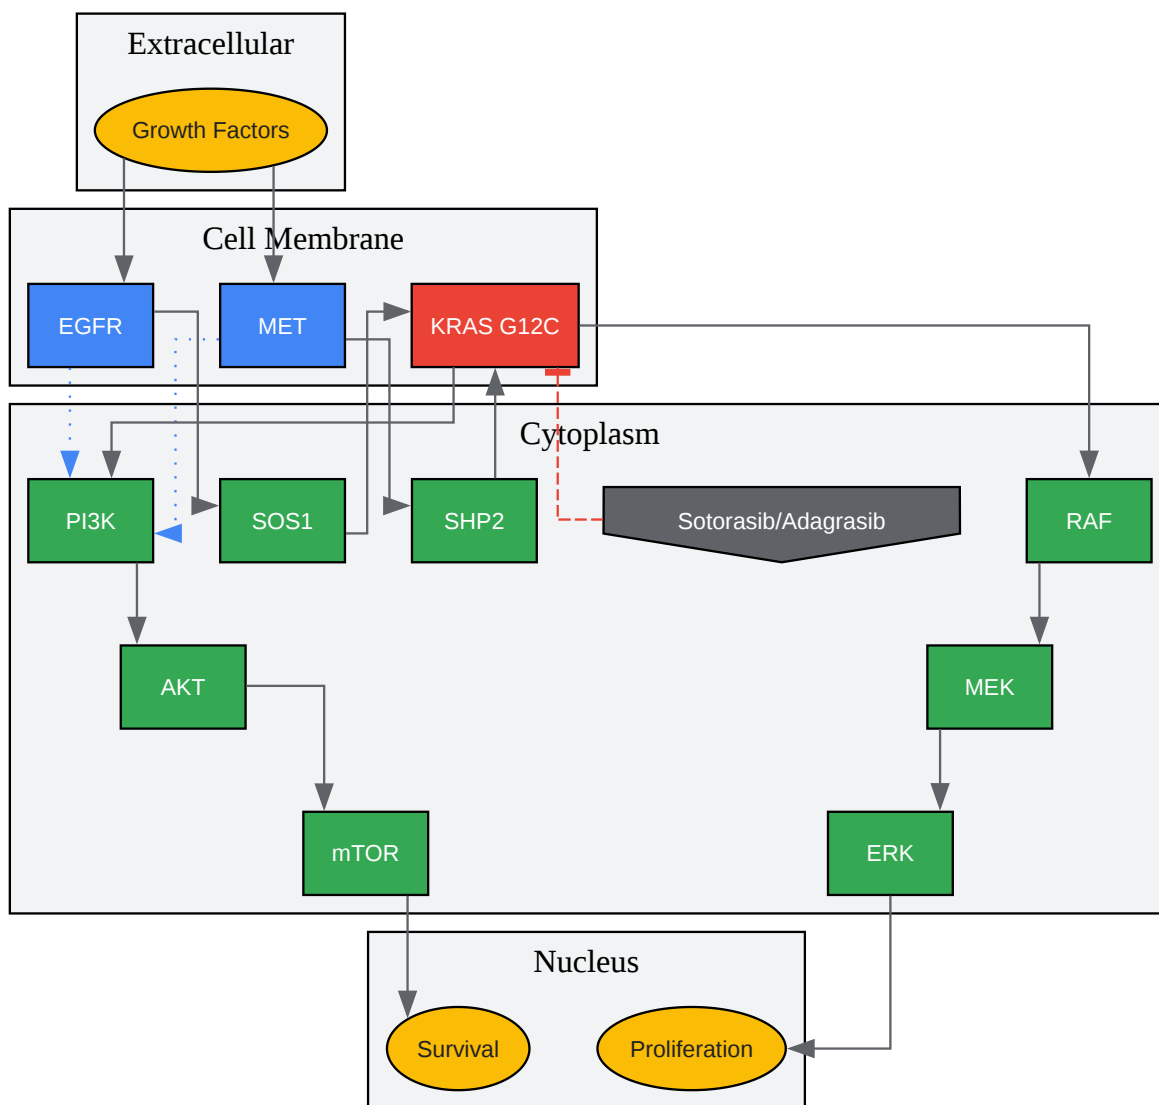 Extracellular
Growth Factors
Cell Membrane
EGFR
MET
KRAS G12C
Cytoplasm
PI3K
SOS1
SHP2
Sotorasib/Adagrasib
RAF
AKT
MEK
mTOR
ERK
Nucleus
Survival
Proliferation